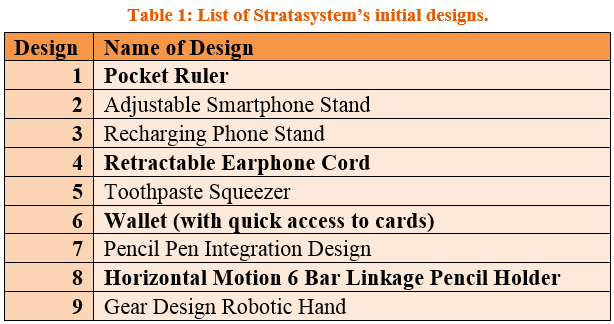 Table 1: List of Stratasystem's initial designs.
Design Name of Design
1 Pocket Ruler
2 Adjustable Smartphone Stand
3 Recharging Phone Stand
4 Retractable Earphone Cord
5 Toothpaste Squeezer
6 Wallet (with quick access to cards)
7 Pencil Pen Integration Design
8 Horizontal Motion 6 Bar Linkage Pencil Holder
9 Gear Design Robotic Hand